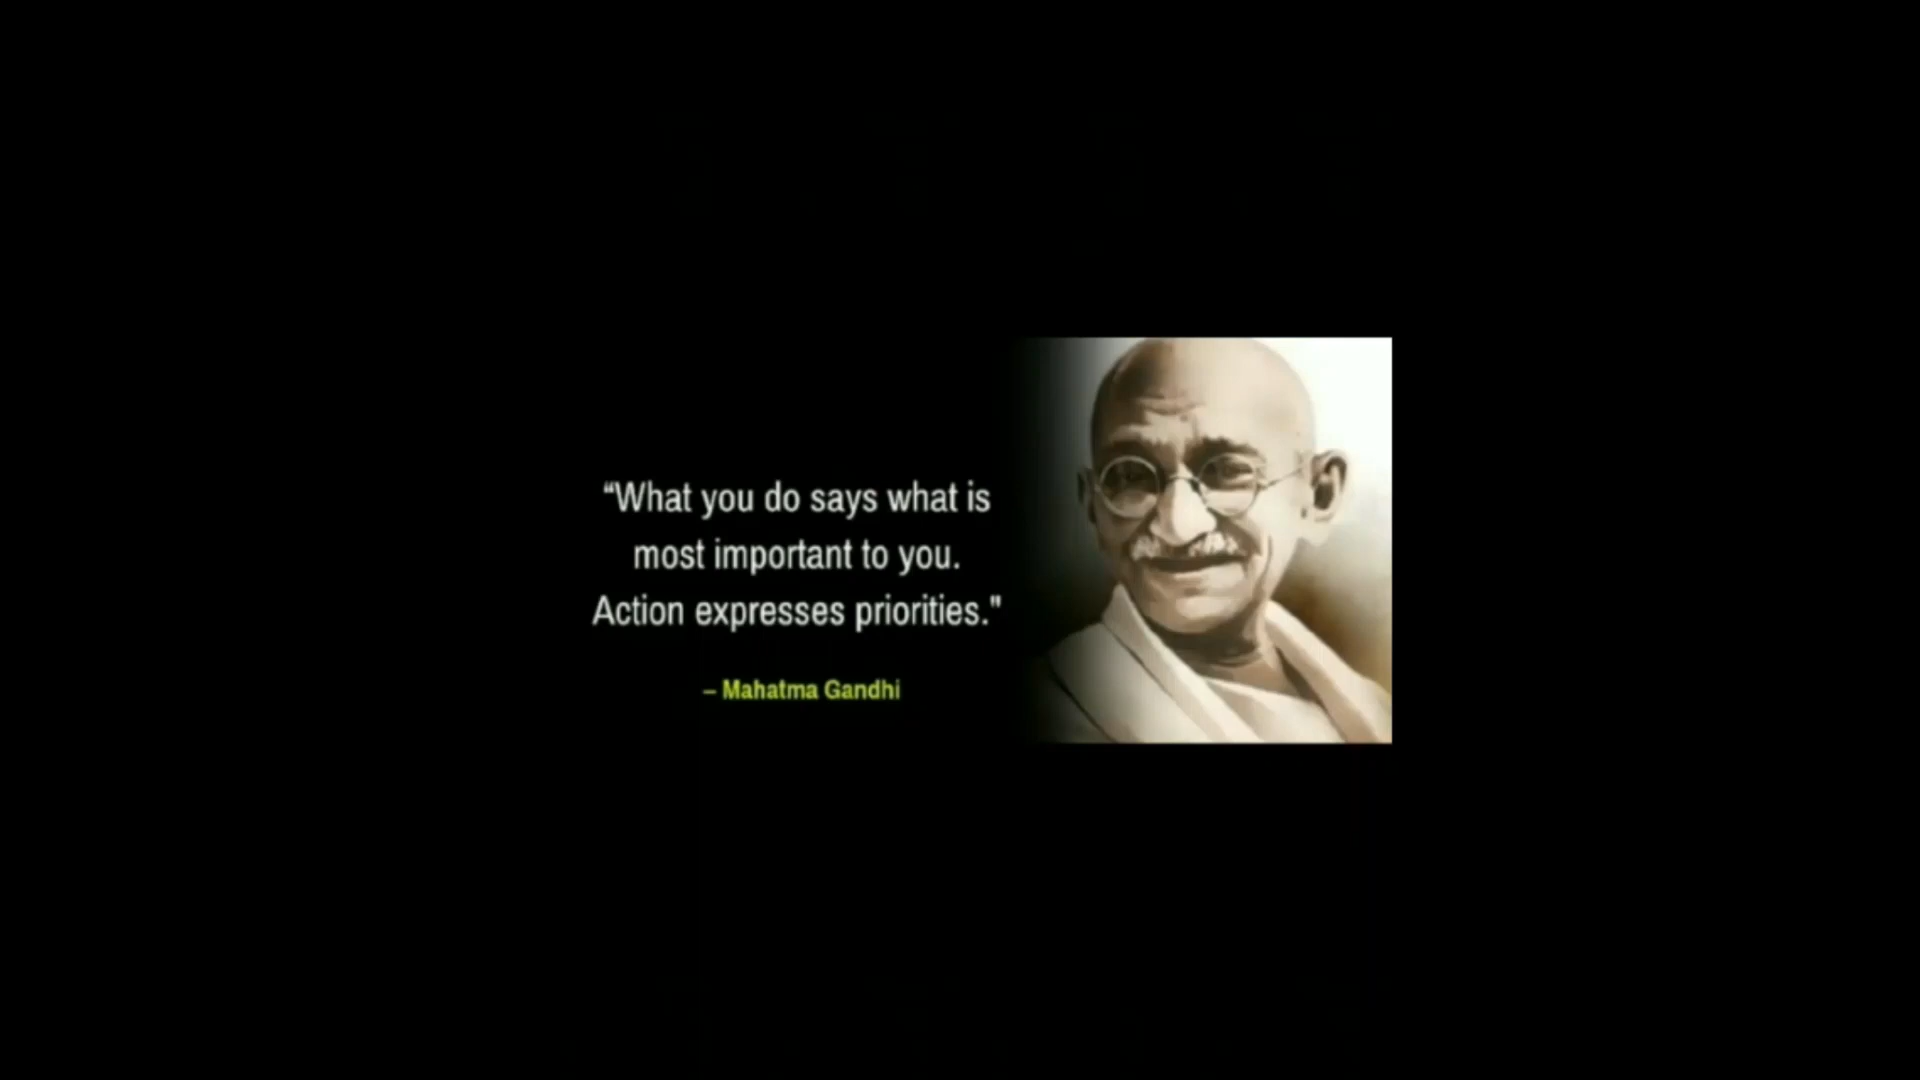 “What you do says what is
most important to you.
Action expresses priorities."
– Mahatma Gandhi